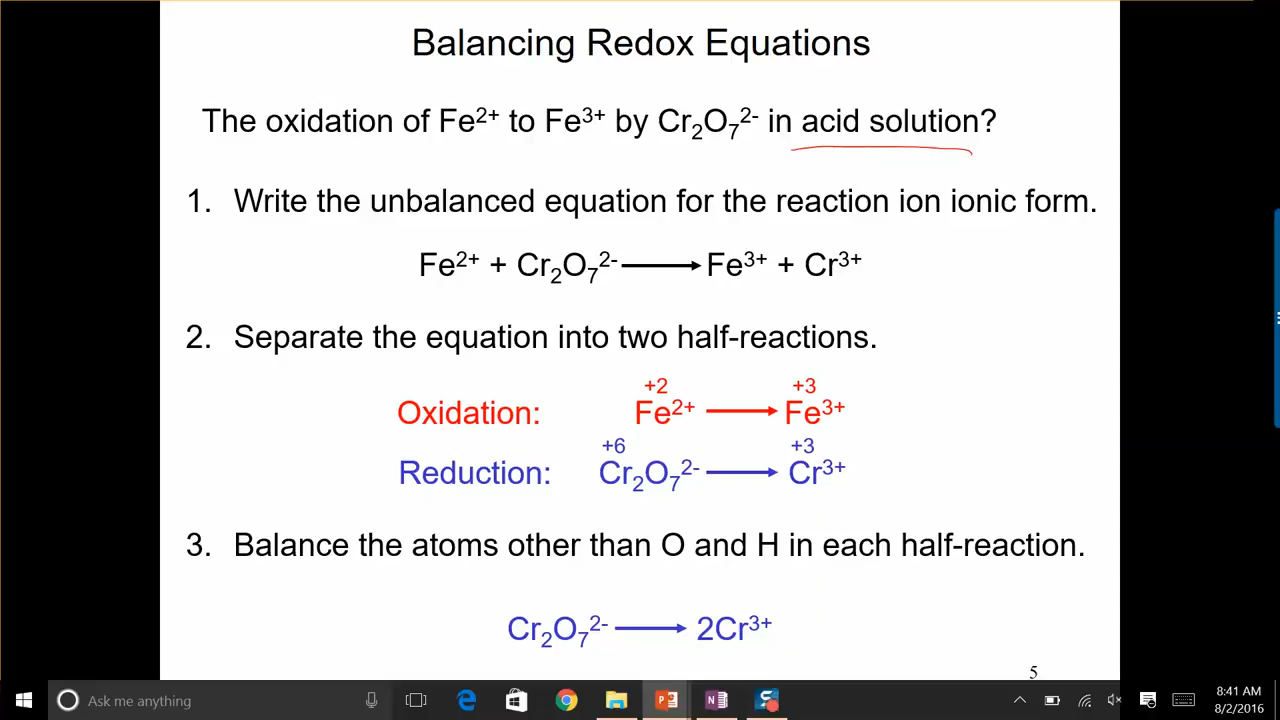 Balancing Redox Equations
The oxidation of Fe²⁺ to Fe³⁺ by Cr₂O₇²⁻ in acid solution?
1. Write the unbalanced equation for the reaction ion ionic form.
Fe²⁺ + Cr₂O₇²⁻ ⟶ Fe³⁺ + Cr³⁺
2. Separate the equation into two half-reactions.
+2 +3
Oxidation: Fe²⁺ ⟶ Fe³⁺
+6 +3
Reduction: Cr₂O₇²⁻ ⟶ Cr³⁺
3. Balance the atoms other than O and H in each half-reaction.
Cr₂O₇²⁻ ⟶ 2Cr³⁺
5
Ask me anything
8:41 AM
8/2/2016